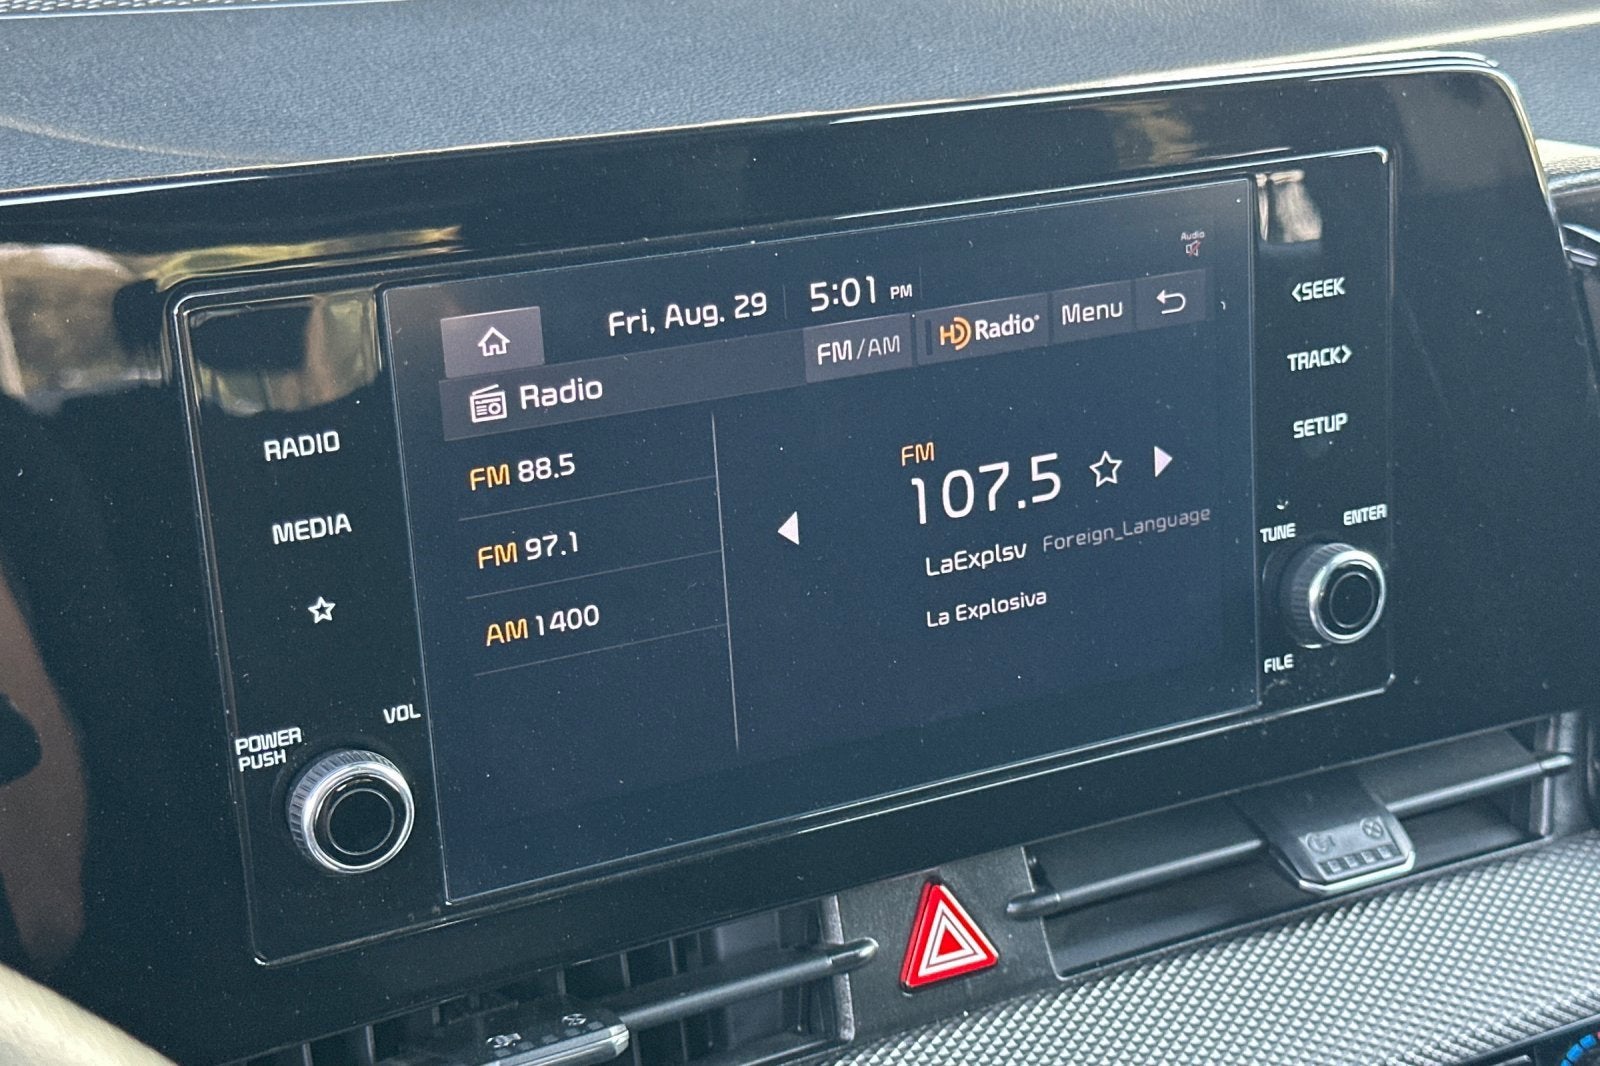 Audio
Fri, Aug. 29
5:01 PM
FM/AM
HD Radio
Menu
Radio
FM 88.5
FM 97.1
AM 1400
FM
107.5
LaExplsv
Foreign_Language
La Explosiva
RADIO
MEDIA
VOL
POWER
PUSH
<SEEK
TRACK>
SETUP
TUNE
ENTER
FILE